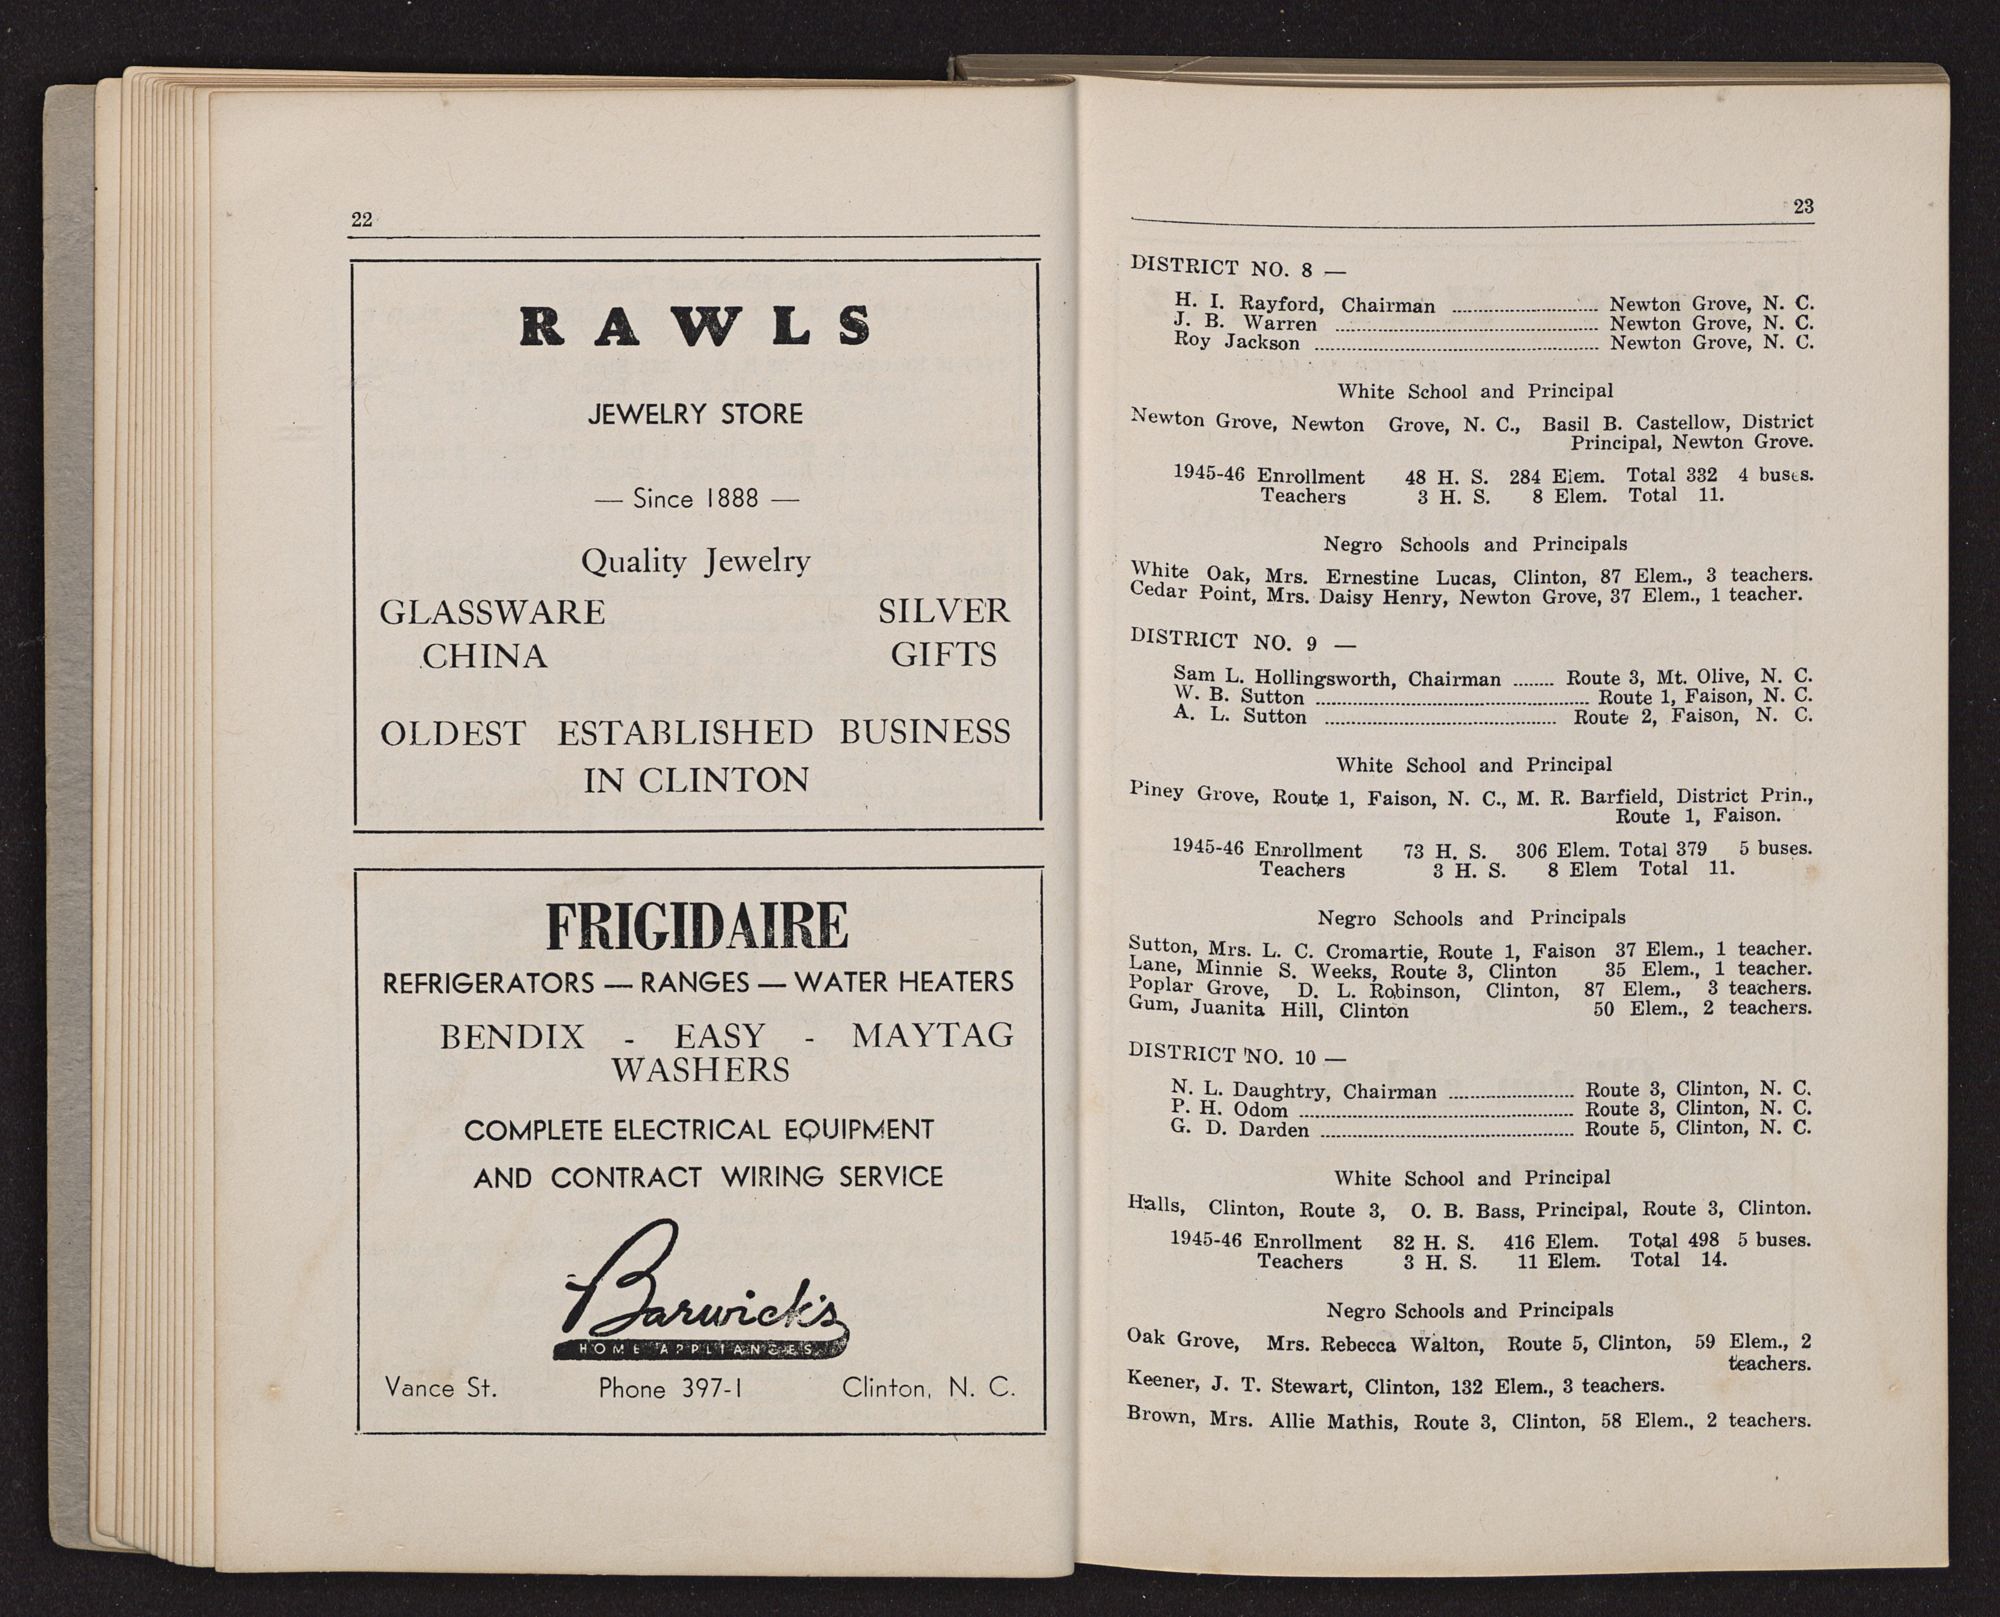 22
RAWLS
JEWELRY STORE
— Since 1888 —
Quality Jewelry
GLASSWARE SILVER
CHINA GIFTS
OLDEST ESTABLISHED BUSINESS
IN CLINTON
FRIGIDAIRE
REFRIGERATORS — RANGES — WATER HEATERS
BENDIX - EASY - MAYTAG
WASHERS
COMPLETE ELECTRICAL EQUIPMENT
AND CONTRACT WIRING SERVICE
Barwick's
HOME APPLIANCES
Vance St. Phone 397-1 Clinton, N. C.
23
DISTRICT NO. 8 —
H. I. Rayford, Chairman ............ Newton Grove, N. C.
J. B. Warren ............ Newton Grove, N. C.
Roy Jackson ............ Newton Grove, N. C.
White School and Principal
Newton Grove, Newton Grove, N. C., Basil B. Castellow, District
Principal, Newton Grove.
1945-46 Enrollment 48 H. S. 284 Elem. Total 332 4 buses.
Teachers 3 H. S. 8 Elem. Total 11.
Negro Schools and Principals
White Oak, Mrs. Ernestine Lucas, Clinton, 87 Elem., 3 teachers.
Cedar Point, Mrs. Daisy Henry, Newton Grove, 37 Elem., 1 teacher.
DISTRICT NO. 9 —
Sam L. Hollingsworth, Chairman ........ Route 3, Mt. Olive, N. C.
W. B. Sutton ............ Route 1, Faison, N. C.
A. L. Sutton ............ Route 2, Faison, N. C.
White School and Principal
Piney Grove, Route 1, Faison, N. C., M. R. Barfield, District Prin.,
Route 1, Faison.
1945-46 Enrollment 73 H. S. 306 Elem. Total 379 5 buses.
Teachers 3 H. S. 8 Elem Total 11.
Negro Schools and Principals
Sutton, Mrs. L. C. Cromartie, Route 1, Faison 37 Elem., 1 teacher.
Lane, Minnie S. Weeks, Route 3, Clinton 35 Elem., 1 teacher.
Poplar Grove, D. L. Robinson, Clinton, 87 Elem., 3 teachers.
Gum, Juanita Hill, Clinton 50 Elem., 2 teachers.
DISTRICT NO. 10 —
N. L. Daughtry, Chairman ............ Route 3, Clinton, N. C.
P. H. Odom ............ Route 3, Clinton, N. C.
G. D. Darden ............ Route 5, Clinton, N. C.
White School and Principal
Halls, Clinton, Route 3, O. B. Bass, Principal, Route 3, Clinton.
1945-46 Enrollment 82 H. S. 416 Elem. Total 498 5 buses.
Teachers 3 H. S. 11 Elem. Total 14.
Negro Schools and Principals
Oak Grove, Mrs. Rebecca Walton, Route 5, Clinton, 59 Elem., 2
teachers.
Keener, J. T. Stewart, Clinton, 132 Elem., 3 teachers.
Brown, Mrs. Allie Mathis, Route 3, Clinton, 58 Elem., 2 teachers.